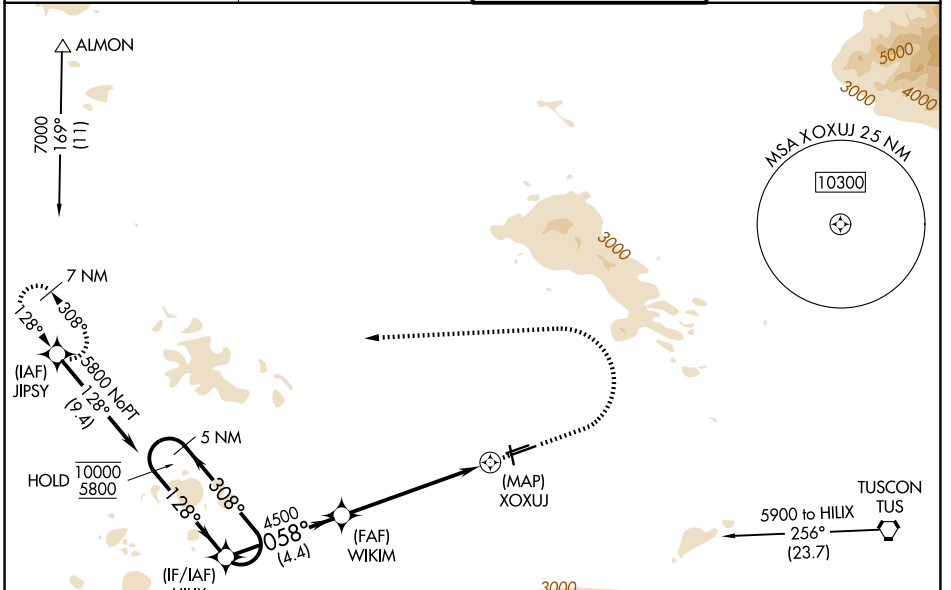 ALMON
7000
169°
(11)
5000
3000
4000
MSA XOXUJ 25 NM
10300
3000
7 NM
308°
128°
(IAF)
JIPSY
5800 NoPT
128°
(9.4)
5 NM
HOLD
10000
5800
308°
128°
4500
058°
(4.4)
(FAF)
WIKIM
(MAP)
XOXUJ
(IF/IAF)
TUSCON
TUS
5900 to HILIX
256°
(23.7)
3000